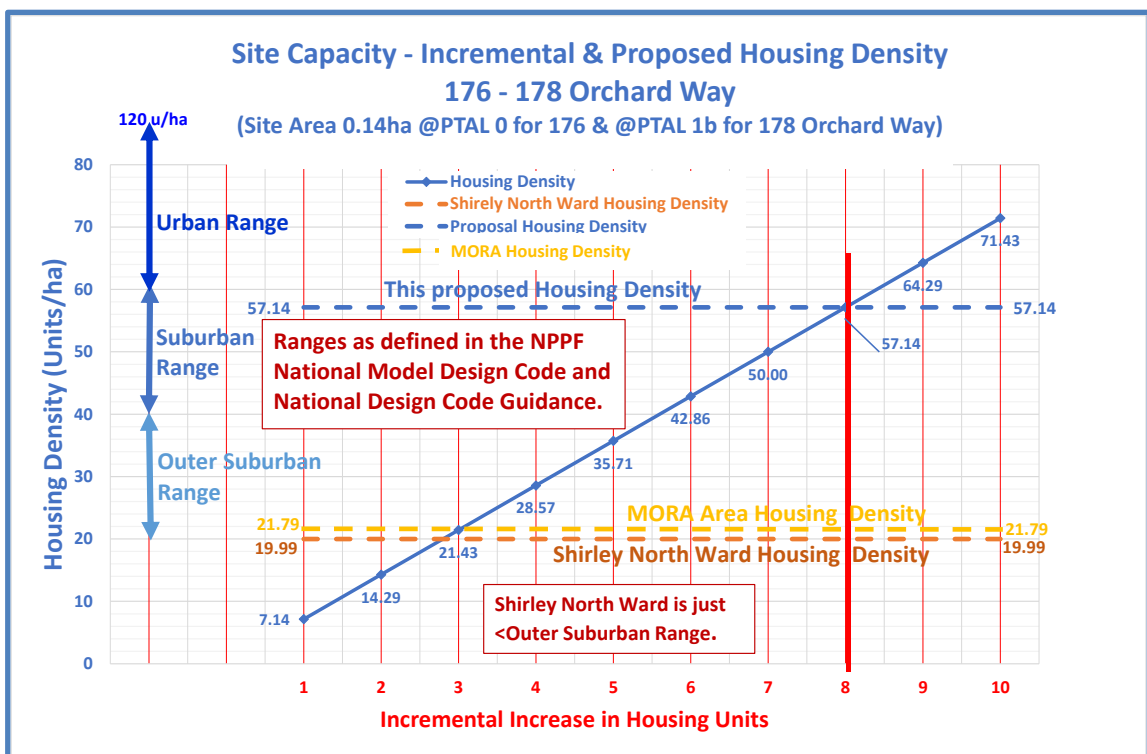 Site Capacity - Incremental & Proposed Housing Density
176 - 178 Orchard Way
(Site Area 0.14ha @PTAL 0 for 176 & @PTAL 1b for 178 Orchard Way)
120 u/ha
Housing Density (Units/ha)
80
70
60
50
40
30
20
10
0
Urban Range
Suburban
Range
Outer Suburban
Range
Housing Density
Shirely North Ward Housing Density
Proposal Housing Density
MORA Housing Density
This proposed Housing Density
57.14
57.14
Ranges as defined in the NPPF
National Model Design Code and
National Design Code Guidance.
7.14
14.29
21.43
28.57
35.71
42.86
50.00
57.14
64.29
71.43
21.79
MORA Area Housing Density
21.79
19.99
Shirley North Ward Housing Density
19.99
Shirley North Ward is just
<Outer Suburban Range.
1
2
3
4
5
6
7
8
9
10
Incremental Increase in Housing Units